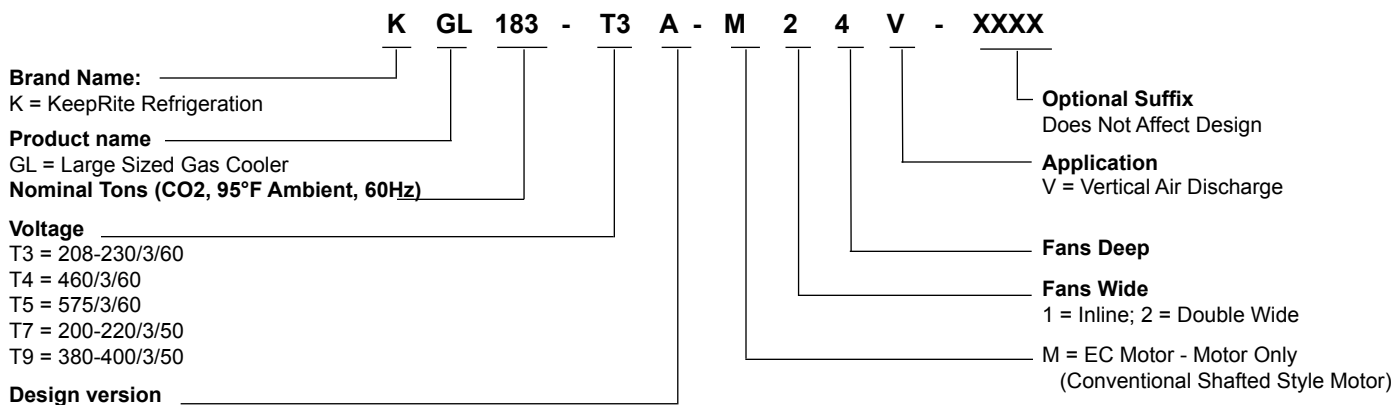 K GL 183 - T3 A - M 2 4 V - XXXX
Brand Name:
K = KeepRite Refrigeration
Product name
GL = Large Sized Gas Cooler
Nominal Tons (CO2, 95°F Ambient, 60Hz)
Voltage
T3 = 208-230/3/60
T4 = 460/3/60
T5 = 575/3/60
T7 = 200-220/3/50
T9 = 380-400/3/50
Design version
Optional Suffix
Does Not Affect Design
Application
V = Vertical Air Discharge
Fans Deep
Fans Wide
1 = Inline; 2 = Double Wide
M = EC Motor - Motor Only
(Conventional Shafted Style Motor)